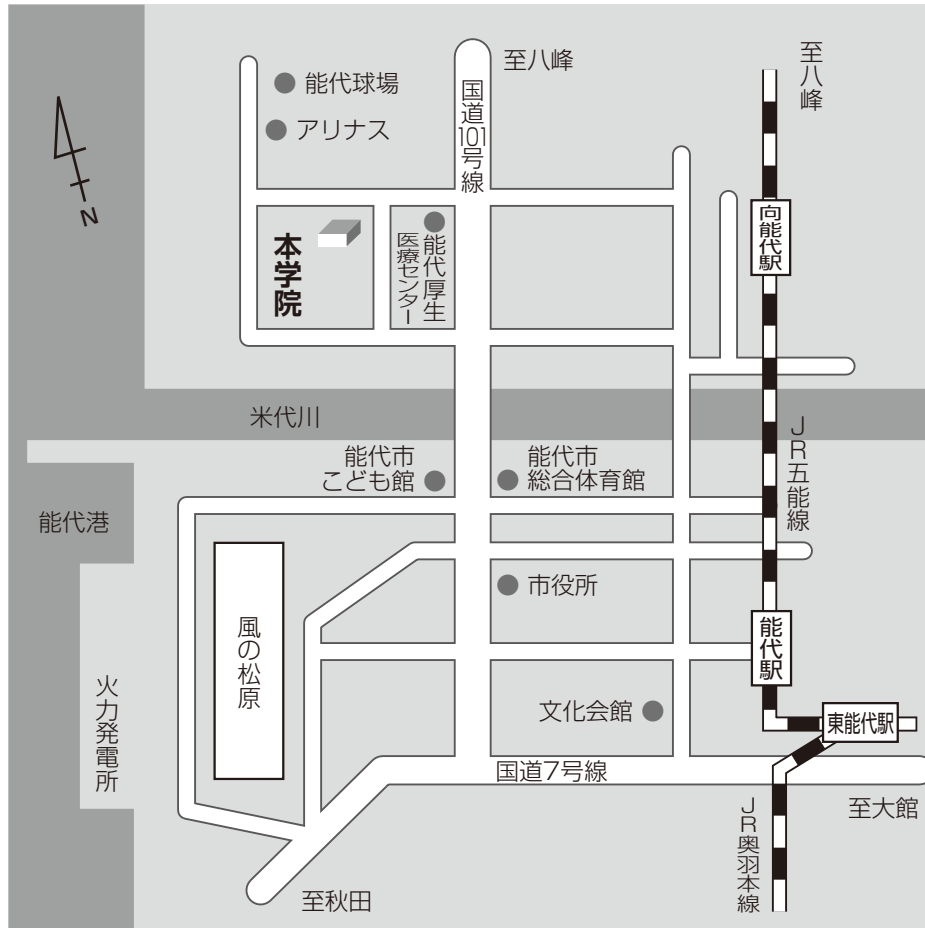 至八峰
能代球場
アリナス
国道101号線
至八峰
N
向能代駅
本学院
能代厚生
医療センター
米代川
JR五能線
能代市
こども館
能代市
総合体育館
能代港
市役所
風の松原
能代駅
火力発電所
文化会館
東能代駅
国道7号線
至大館
JR奥羽本線
至秋田